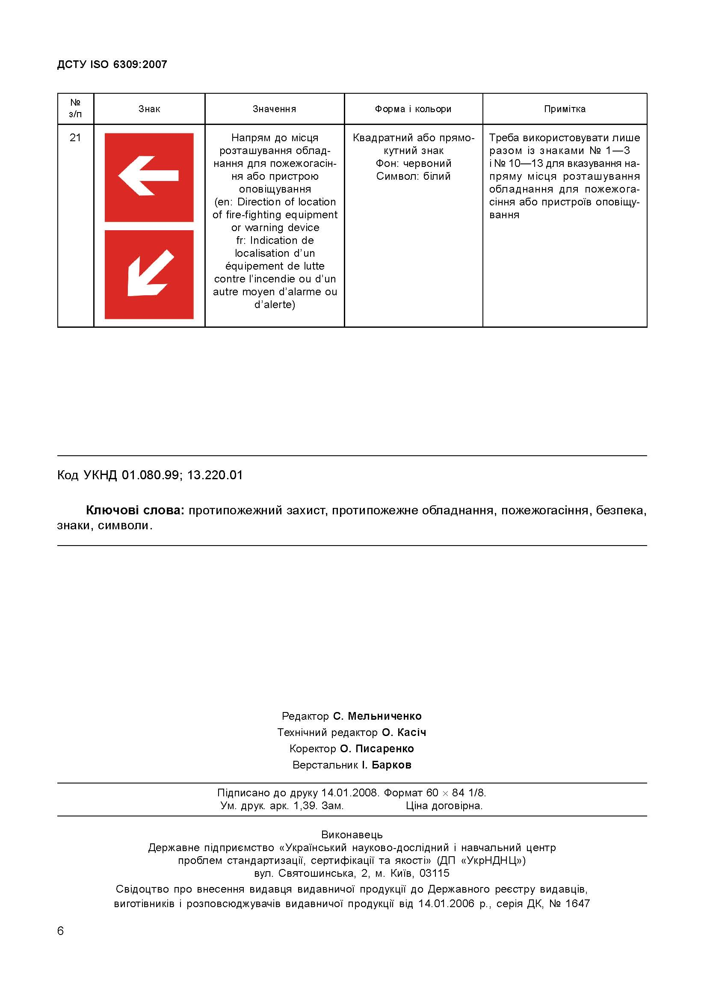 ДСТУ ISO 6309:2007
№
з/п
Знак
Значення
Форма і кольори
Примітка
21
Напрям до місця
розташування облад-
нання для пожежогасін-
ня або пристрою
оповіщування
(en: Direction of location
of fire-fighting equipment
or warning device
fr: Indication de
localisation d’un
équipement de lutte
contre l’incendie ou d’un
autre moyen d’alarme ou
d’alerte)
Квадратний або прямо-
кутний знак
Фон: червоний
Символ: білий
Треба використовувати лише
разом із знаками № 1—3
і № 10—13 для вказування на-
пряму місця розташування
обладнання для пожежога-
сіння або пристроїв оповіщу-
вання
Код УКНД 01.080.99; 13.220.01
Ключові слова: протипожежний захист, протипожежне обладнання, пожежогасіння, безпека,
знаки, символи.
Редактор С. Мельниченко
Технічний редактор О. Касіч
Коректор О. Писаренко
Верстальник І. Барков
Підписано до друку 14.01.2008. Формат 60 × 84 1/8.
Ум. друк. арк. 1,39. Зам. Ціна договірна.
Виконавець
Державне підприємство «Український науково-дослідний і навчальний центр
проблем стандартизації, сертифікації та якості» (ДП «УкрНДНЦ»)
вул. Святошинська, 2, м. Київ, 03115
Свідоцтво про внесення видавця видавничої продукції до Державного реєстру видавців,
виготівників і розповсюджувачів видавничої продукції від 14.01.2006 р., серія ДК, № 1647
6